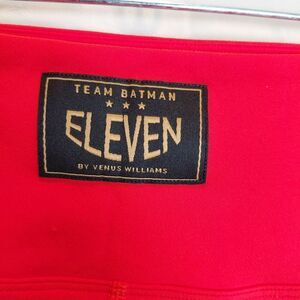 TEAM BATMAN
★ ★ ★
ELEVEN
BY VENUS WILLIAMS